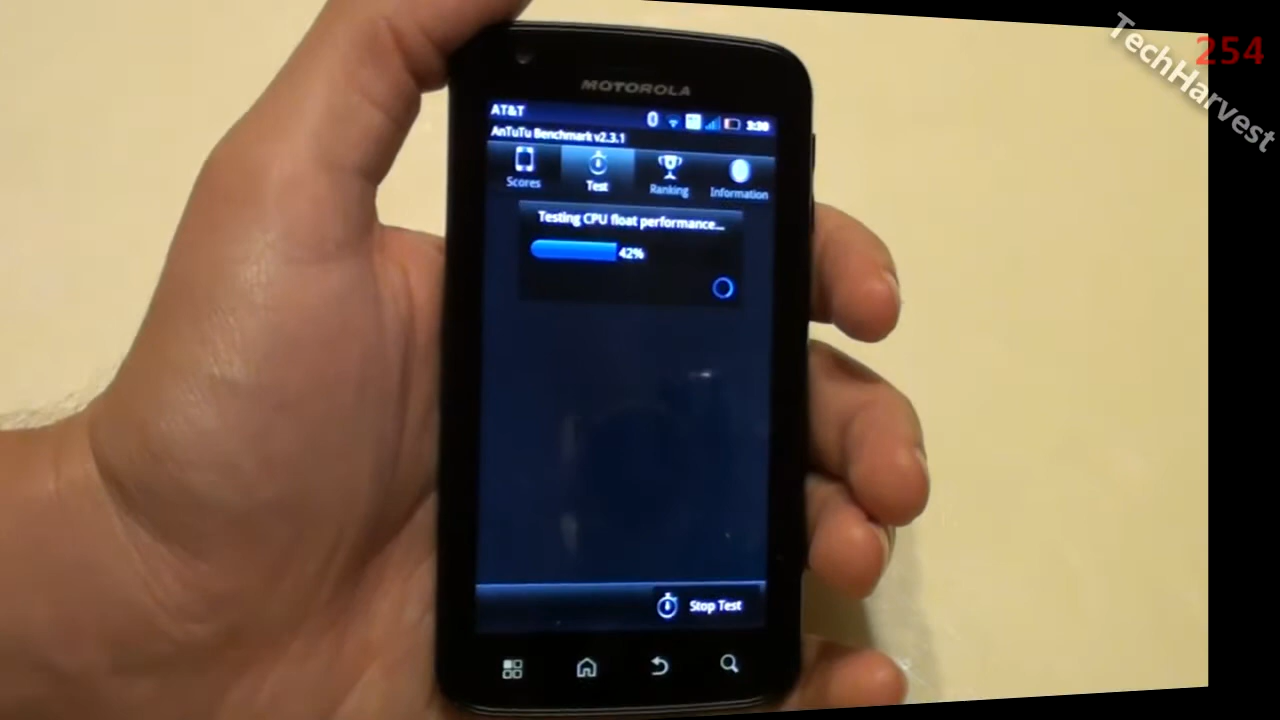 TechHarvest
254
MOTOROLA
AT&T
3:30
AnTuTu Benchmark v2.3.1
Scores
Test
Ranking
Information
Testing CPU float performance...
42%
Stop Test